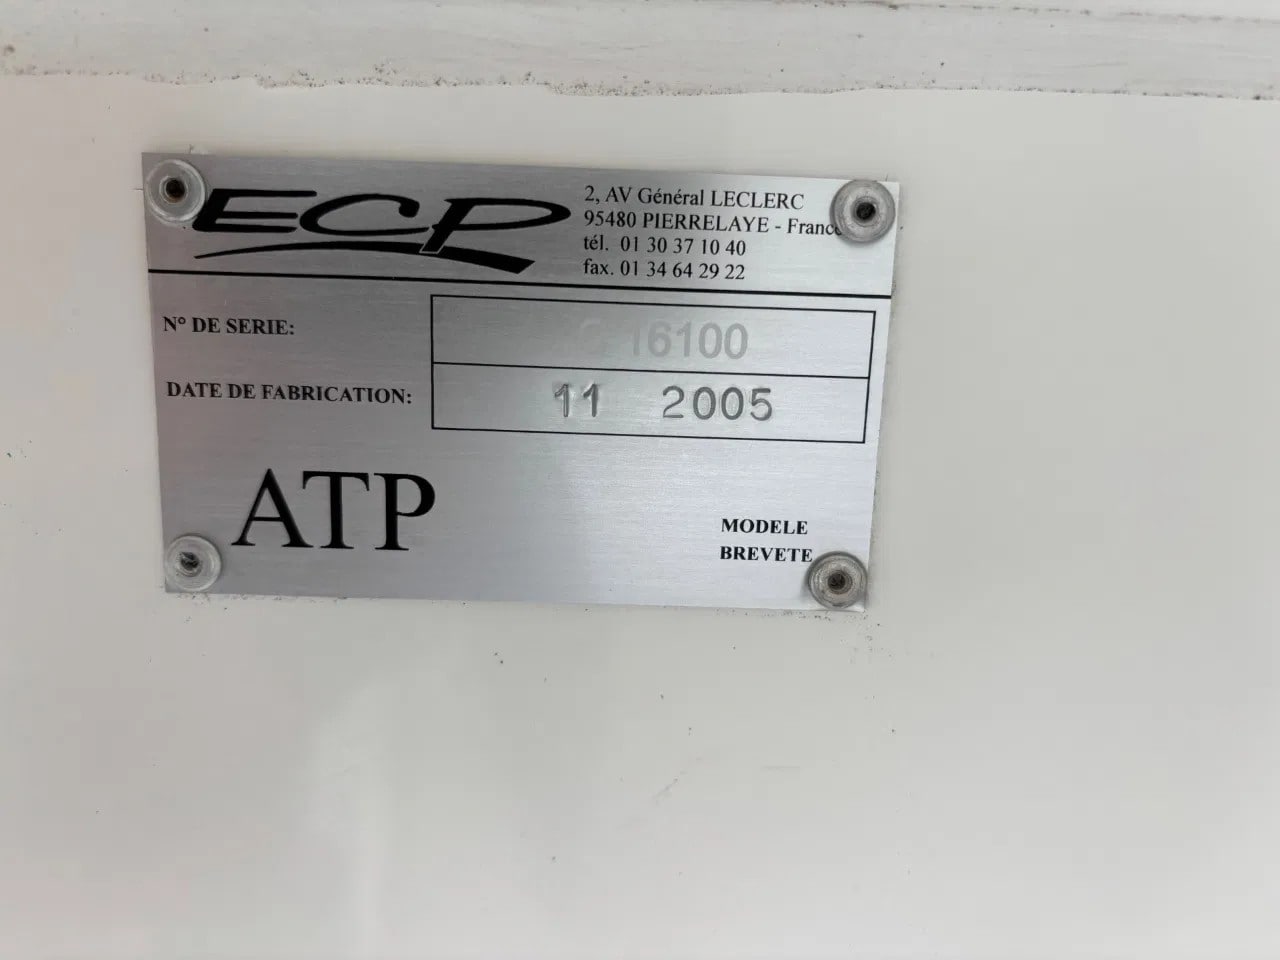 ECP
2, AV Général LECLERC
95480 PIERRELAYE - France
tél. 01 30 37 10 40
fax. 01 34 64 29 22
N° DE SERIE:
16100
DATE DE FABRICATION:
11 2005
ATP
MODELE
BREVETE